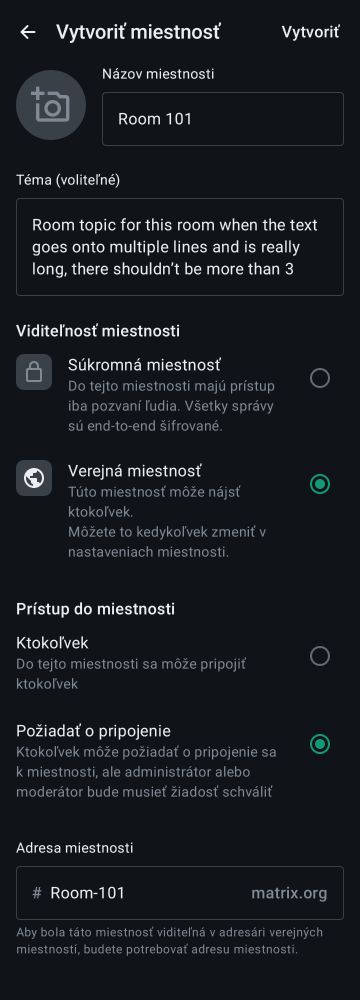 Vytvoriť miestnosť
Vytvoriť
Názov miestnosti
Room 101
Téma (voliteľné)
Room topic for this room when the text
goes onto multiple lines and is really
long, there shouldn’t be more than 3
Viditeľnosť miestnosti
Súkromná miestnosť
Do tejto miestnosti majú prístup
iba pozvaní ľudia. Všetky správy
sú end-to-end šifrované.
Verejná miestnosť
Túto miestnosť môže nájsť
ktokoľvek.
Môžete to kedykoľvek zmeniť v
nastaveniach miestnosti.
Prístup do miestnosti
Ktokoľvek
Do tejto miestnosti sa môže pripojiť
ktokoľvek
Požiadať o pripojenie
Ktokoľvek môže požiadať o pripojenie sa
k miestnosti, ale administrátor alebo
moderátor bude musieť žiadosť schváliť
Adresa miestnosti
# Room-101 matrix.org
Aby bola táto miestnosť viditeľná v adresári verejných
miestností, budete potrebovať adresu miestnosti.